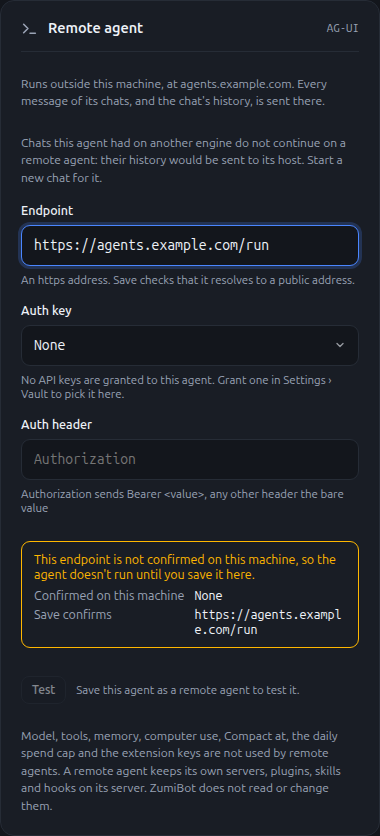 Remote agent
AG-UI
Runs outside this machine, at agents.example.com. Every
message of its chats, and the chat's history, is sent there.
Chats this agent had on another engine do not continue on a
remote agent: their history would be sent to its host. Start a
new chat for it.
Endpoint
https://agents.example.com/run
An https address. Save checks that it resolves to a public address.
Auth key
None
No API keys are granted to this agent. Grant one in Settings ›
Vault to pick it here.
Auth header
Authorization
Authorization sends Bearer <value>, any other header the bare
value
This endpoint is not confirmed on this machine, so the
agent doesn't run until you save it here.
Confirmed on this machine None
Save confirms https://agents.exampl
e.com/run
Test Save this agent as a remote agent to test it.
Model, tools, memory, computer use, Compact at, the daily
spend cap and the extension keys are not used by remote
agents. A remote agent keeps its own servers, plugins, skills
and hooks on its server. ZumiBot does not read or change
them.